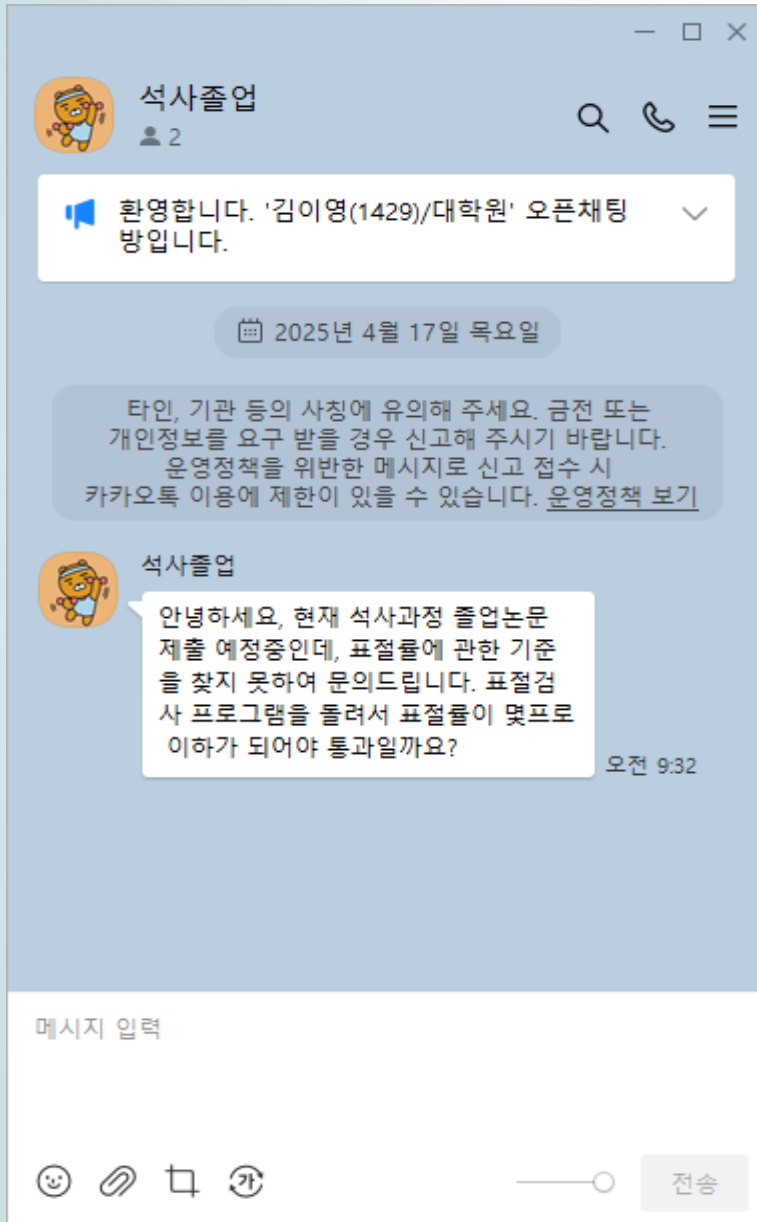 석사졸업
2
환영합니다. '김이영(1429)/대학원' 오픈채팅
방입니다.
2025년 4월 17일 목요일
타인, 기관 등의 사칭에 유의해 주세요. 금전 또는
개인정보를 요구 받을 경우 신고해 주시기 바랍니다.
운영정책을 위반한 메시지로 신고 접수 시
카카오톡 이용에 제한이 있을 수 있습니다. 운영정책 보기
석사졸업
안녕하세요, 현재 석사과정 졸업논문
제출 예정중인데, 표절률에 관한 기준
을 찾지 못하여 문의드립니다. 표절검
사 프로그램을 돌려서 표절률이 몇프로
이하가 되어야 통과일까요?
오전 9:32
메시지 입력
가
전송